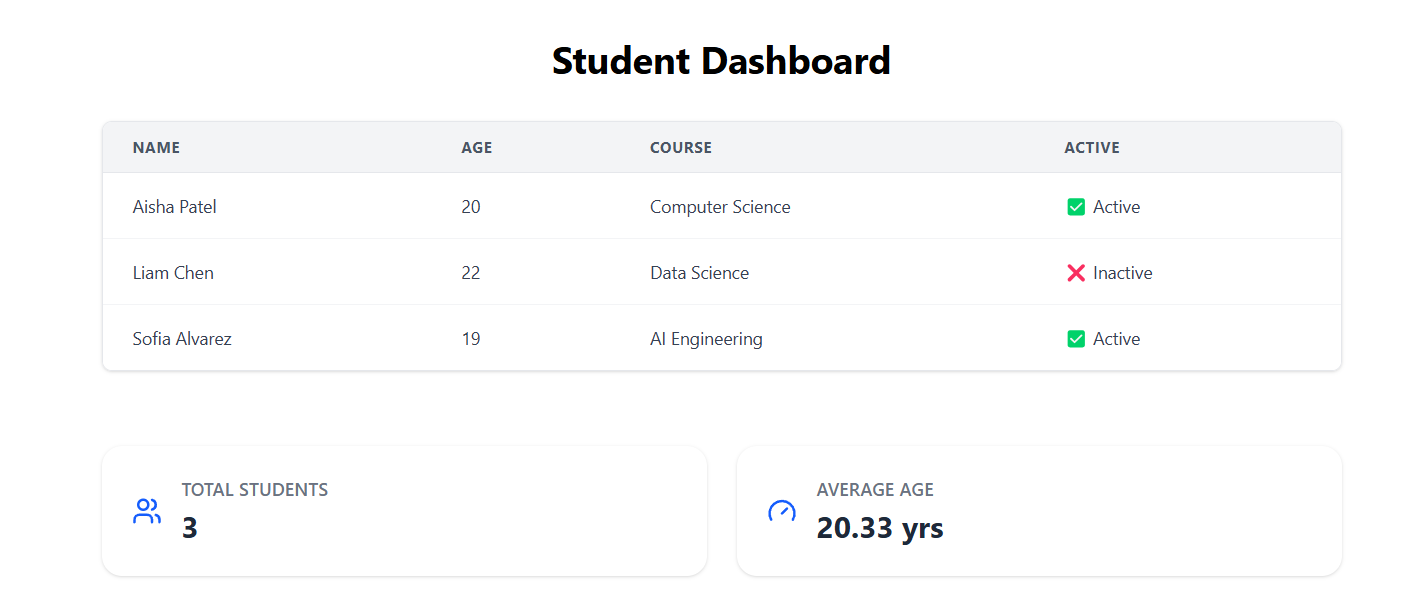 Student Dashboard
NAME AGE COURSE ACTIVE
Aisha Patel 20 Computer Science ✅ Active
Liam Chen 22 Data Science ❌ Inactive
Sofia Alvarez 19 AI Engineering ✅ Active
TOTAL STUDENTS
3
AVERAGE AGE
20.33 yrs